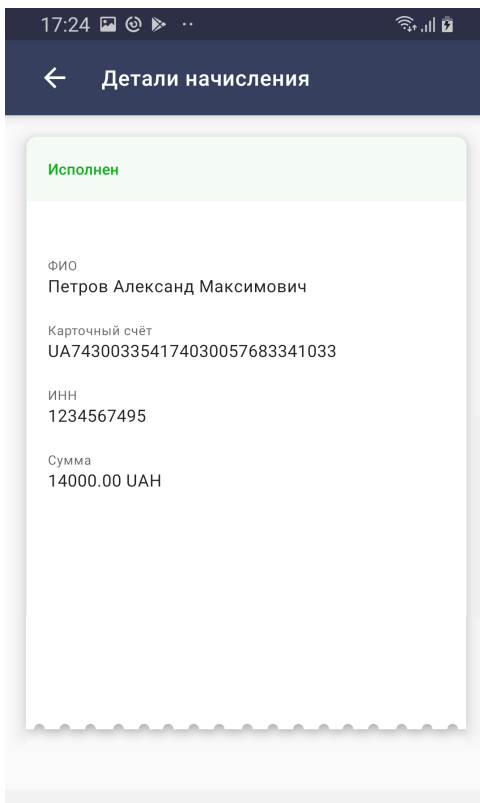 17:24
Детали начисления
Исполнен
ФИО
Петров Александ Максимович
Карточный счёт
UA743003354174030057683341033
ИНН
1234567495
Сумма
14000.00 UAH